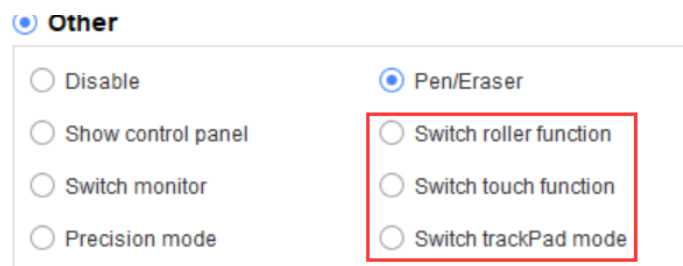 Other
Disable
Pen/Eraser
Show control panel
Switch roller function
Switch monitor
Switch touch function
Precision mode
Switch trackPad mode